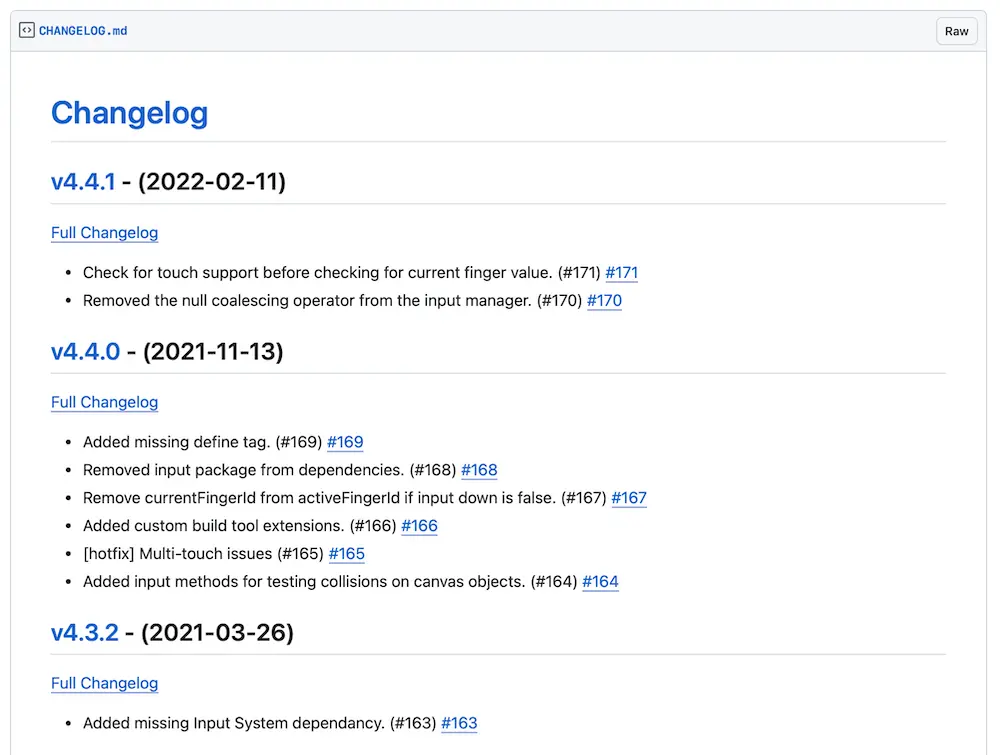 CHANGELOG.md
Raw
Changelog
v4.4.1 - (2022-02-11)
Full Changelog
• Check for touch support before checking for current finger value. (#171) #171
• Removed the null coalescing operator from the input manager. (#170) #170
v4.4.0 - (2021-11-13)
Full Changelog
• Added missing define tag. (#169) #169
• Removed input package from dependencies. (#168) #168
• Remove currentFingerId from activeFingerId if input down is false. (#167) #167
• Added custom build tool extensions. (#166) #166
• [hotfix] Multi-touch issues (#165) #165
• Added input methods for testing collisions on canvas objects. (#164) #164
v4.3.2 - (2021-03-26)
Full Changelog
• Added missing Input System dependancy. (#163) #163